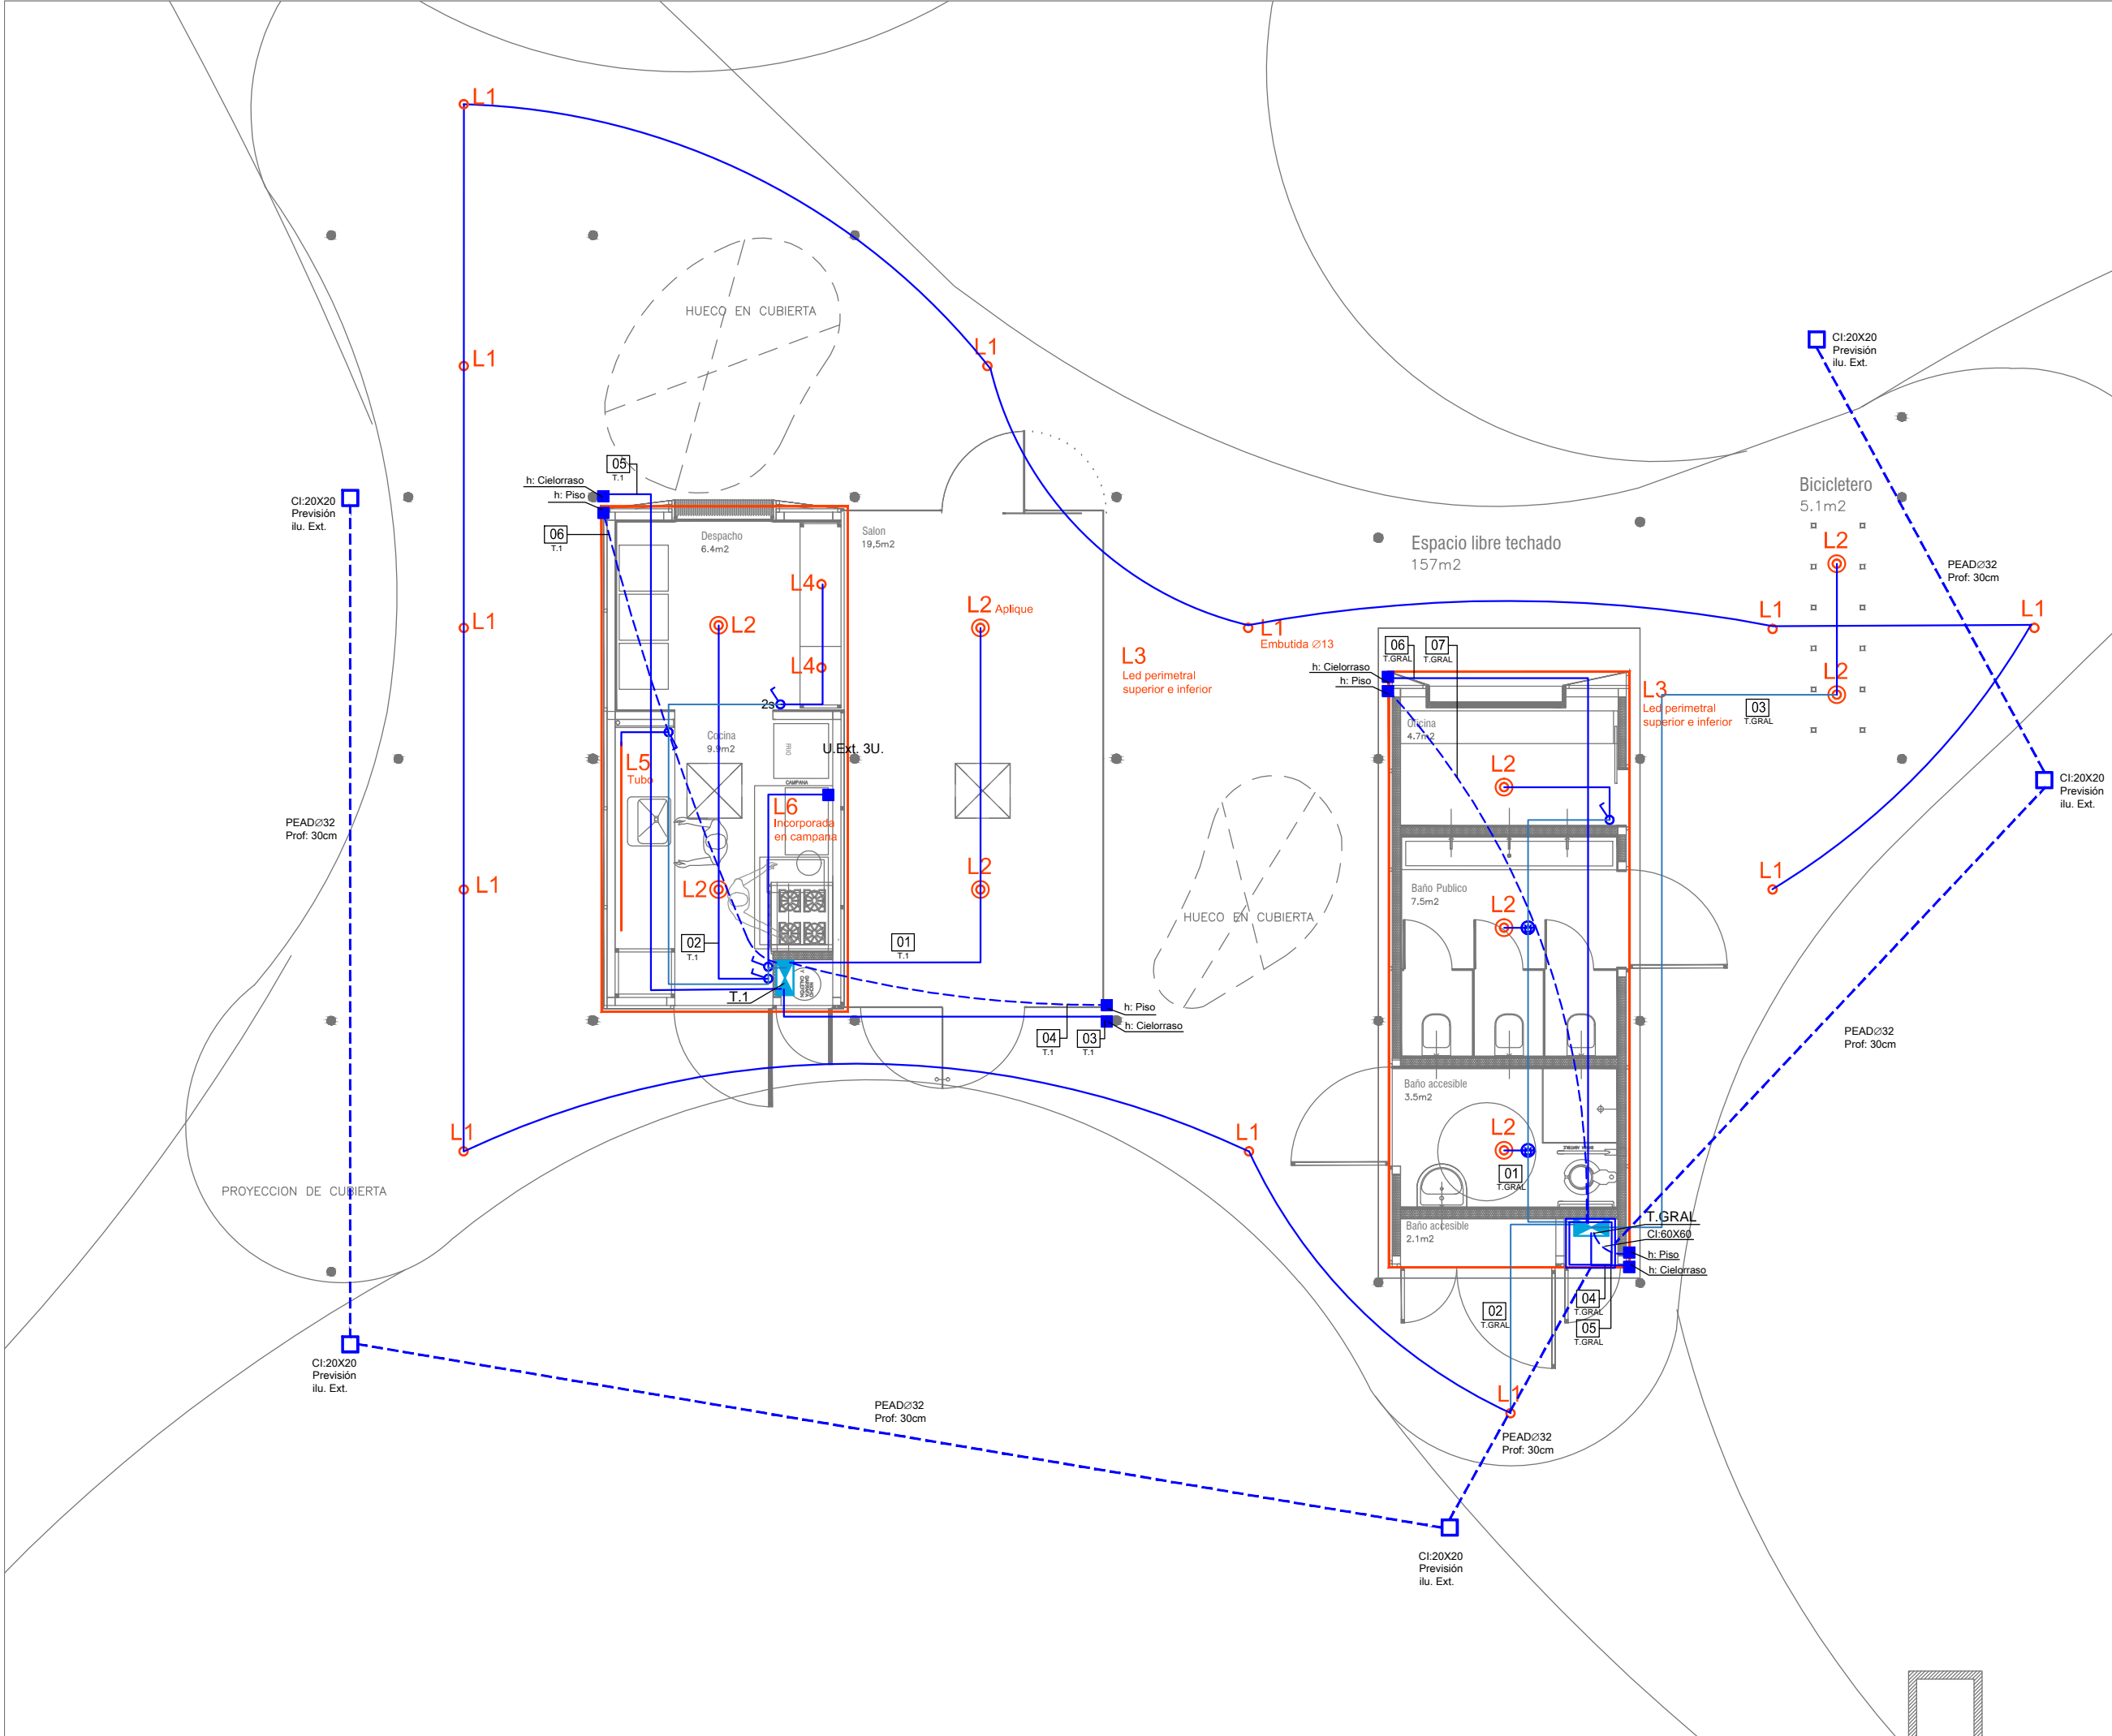 L1
HUECO EN CUBIERTA
L1
L1
CI:20X20
Previsión
ilu. Ext.
05
T.1
h: Cielorraso
h: Piso
06
T.1
CI:20X20
Previsión
ilu. Ext.
Despacho
6.4m2
Salon
19,5m2
Bicicletero
5.1m2
Espacio libre techado
157m2
L2
PEAD∅32
Prof: 30cm
L4
L2 Aplique
L1
L2
L1
Embutida ∅13
L1
L1
06
T.GRAL
07
T.GRAL
L4
L3
Led perimetral
superior e inferior
h: Cielorraso
h: Piso
L2
L3
Led perimetral
superior e inferior
03
T.GRAL
2s
Cocina
9.9m2
FRIO
U.Ext. 3U.
Oficina
4.7m2
L5
Tubo
CAMPANA
L6
Incorporada
en campana
L2
CI:20X20
Previsión
ilu. Ext.
PEAD∅32
Prof: 30cm
L1
L2
L2
L1
Baño Publico
7.5m2
L2
HUECO EN CUBIERTA
02
T.1
01
T.1
T.1
h: Piso
h: Cielorraso
04
T.1
03
T.1
PEAD∅32
Prof: 30cm
Baño accesible
3.5m2
L1
L1
L2
01
T.GRAL
PROYECCION DE CUBIERTA
Baño accesible
2.1m2
T.GRAL
CI:60X60
h: Piso
h: Cielorraso
02
T.GRAL
04
T.GRAL
05
T.GRAL
CI:20X20
Previsión
ilu. Ext.
L1
PEAD∅32
Prof: 30cm
PEAD∅32
Prof: 30cm
CI:20X20
Previsión
ilu. Ext.